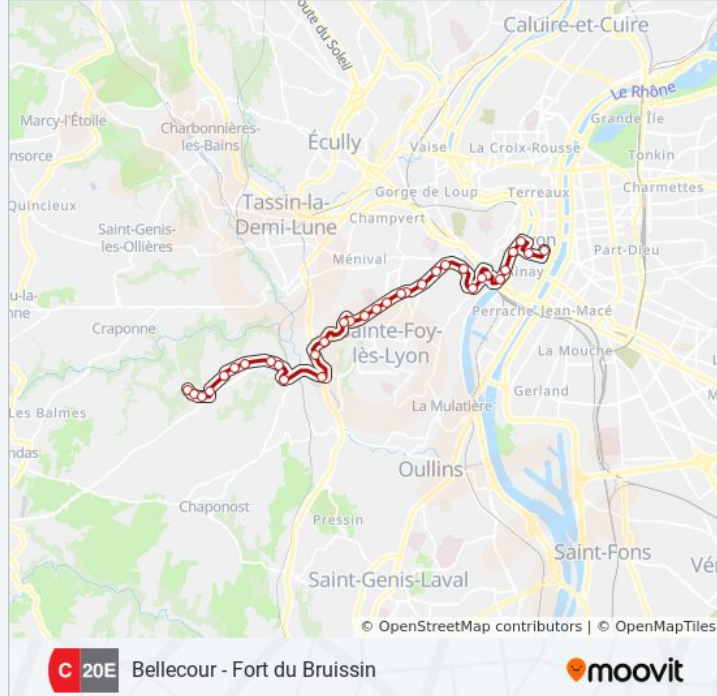 Route du Soleil
Caluire-et-Cuire
Le Rhône
Grande Île
Marcy-l'Étoile
Charbonnières-
les-Bains
Écully
Vaise
La Croix-Rousse
Tonkin
Gorge de Loup
Terreaux
Charmettes
Quincieux
Tassin-la-
Demi-Lune
Champvert
Saint-Genis-
les-Ollières
Ménival
Ainay
Part-Dieu
Craponne
Perrache
Jean-Macé
Sainte-Foy-
lès-Lyon
La Mouche
Gerland
La Mulatière
Les Balmes
Oullins
Chaponost
Pressin
Saint-Fons
Saint-Genis-Laval
© OpenStreetMap contributors | © OpenMapTiles
C 20E Bellecour - Fort du Bruissin
moovit